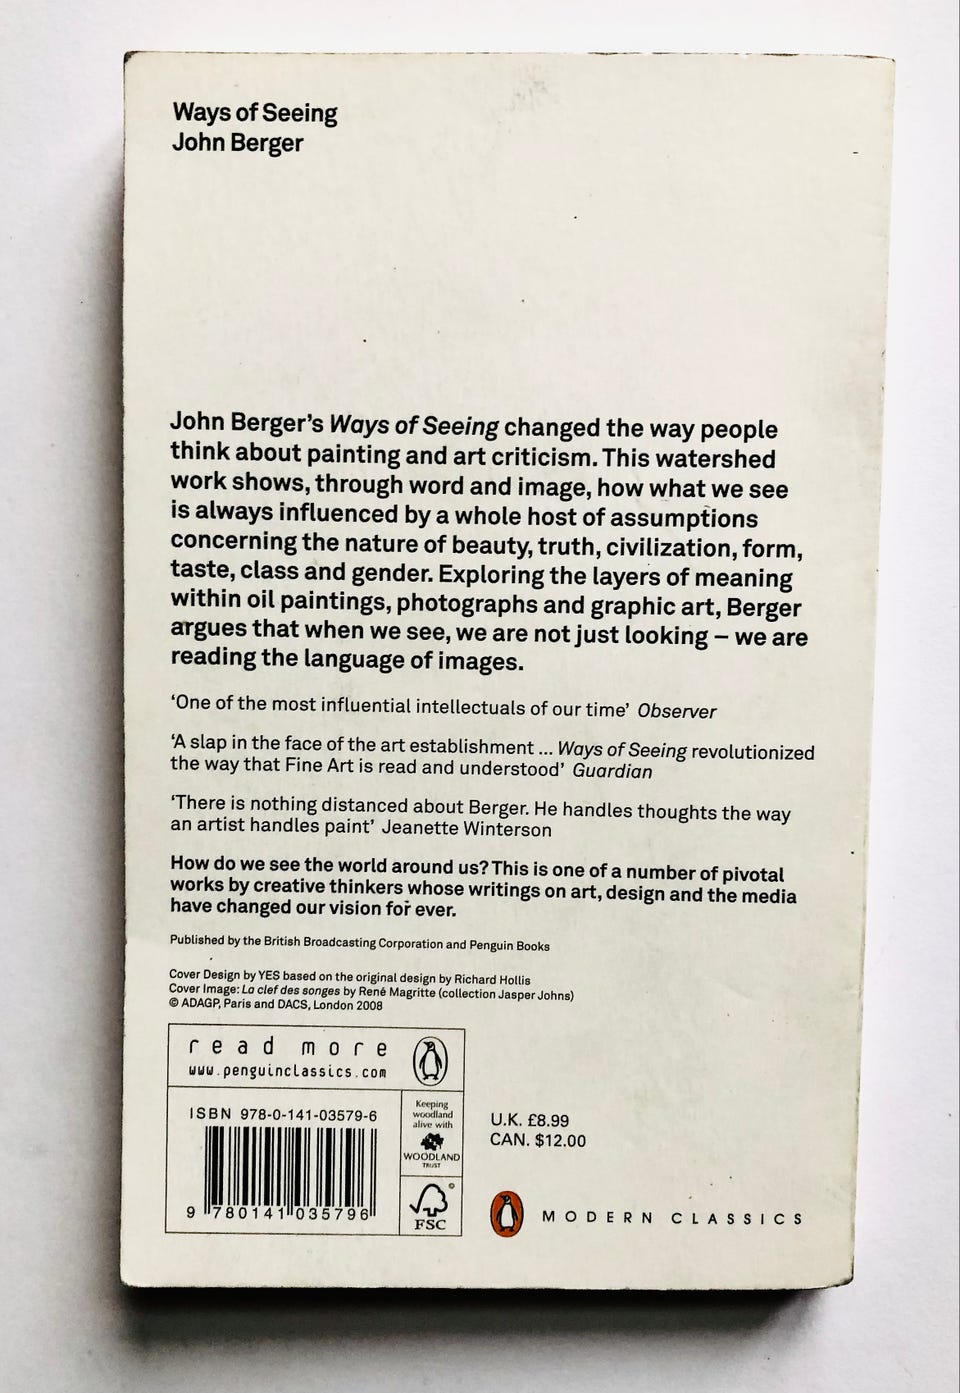 Ways of Seeing
John Berger
John Berger's Ways of Seeing changed the way people
think about painting and art criticism. This watershed
work shows, through word and image, how what we see
is always influenced by a whole host of assumptions
concerning the nature of beauty, truth, civilization, form,
taste, class and gender. Exploring the layers of meaning
within oil paintings, photographs and graphic art, Berger
argues that when we see, we are not just looking – we are
reading the language of images.
'One of the most influential intellectuals of our time' Observer
'A slap in the face of the art establishment ... Ways of Seeing revolutionized
the way that Fine Art is read and understood' Guardian
'There is nothing distanced about Berger. He handles thoughts the way
an artist handles paint' Jeanette Winterson
How do we see the world around us? This is one of a number of pivotal
works by creative thinkers whose writings on art, design and the media
have changed our vision for ever.
Published by the British Broadcasting Corporation and Penguin Books
Cover Design by YES based on the original design by Richard Hollis
Cover Image: La clef des songes by René Magritte (collection Jasper Johns)
© ADAGP, Paris and DACS, London 2008
read more
www.penguinclassics.com
ISBN 978-0-141-03579-6
9 780141 035796
Keeping
woodland
alive with
WOODLAND
TRUST
©
FSC
U.K. £8.99
CAN. $12.00
MODERN CLASSICS